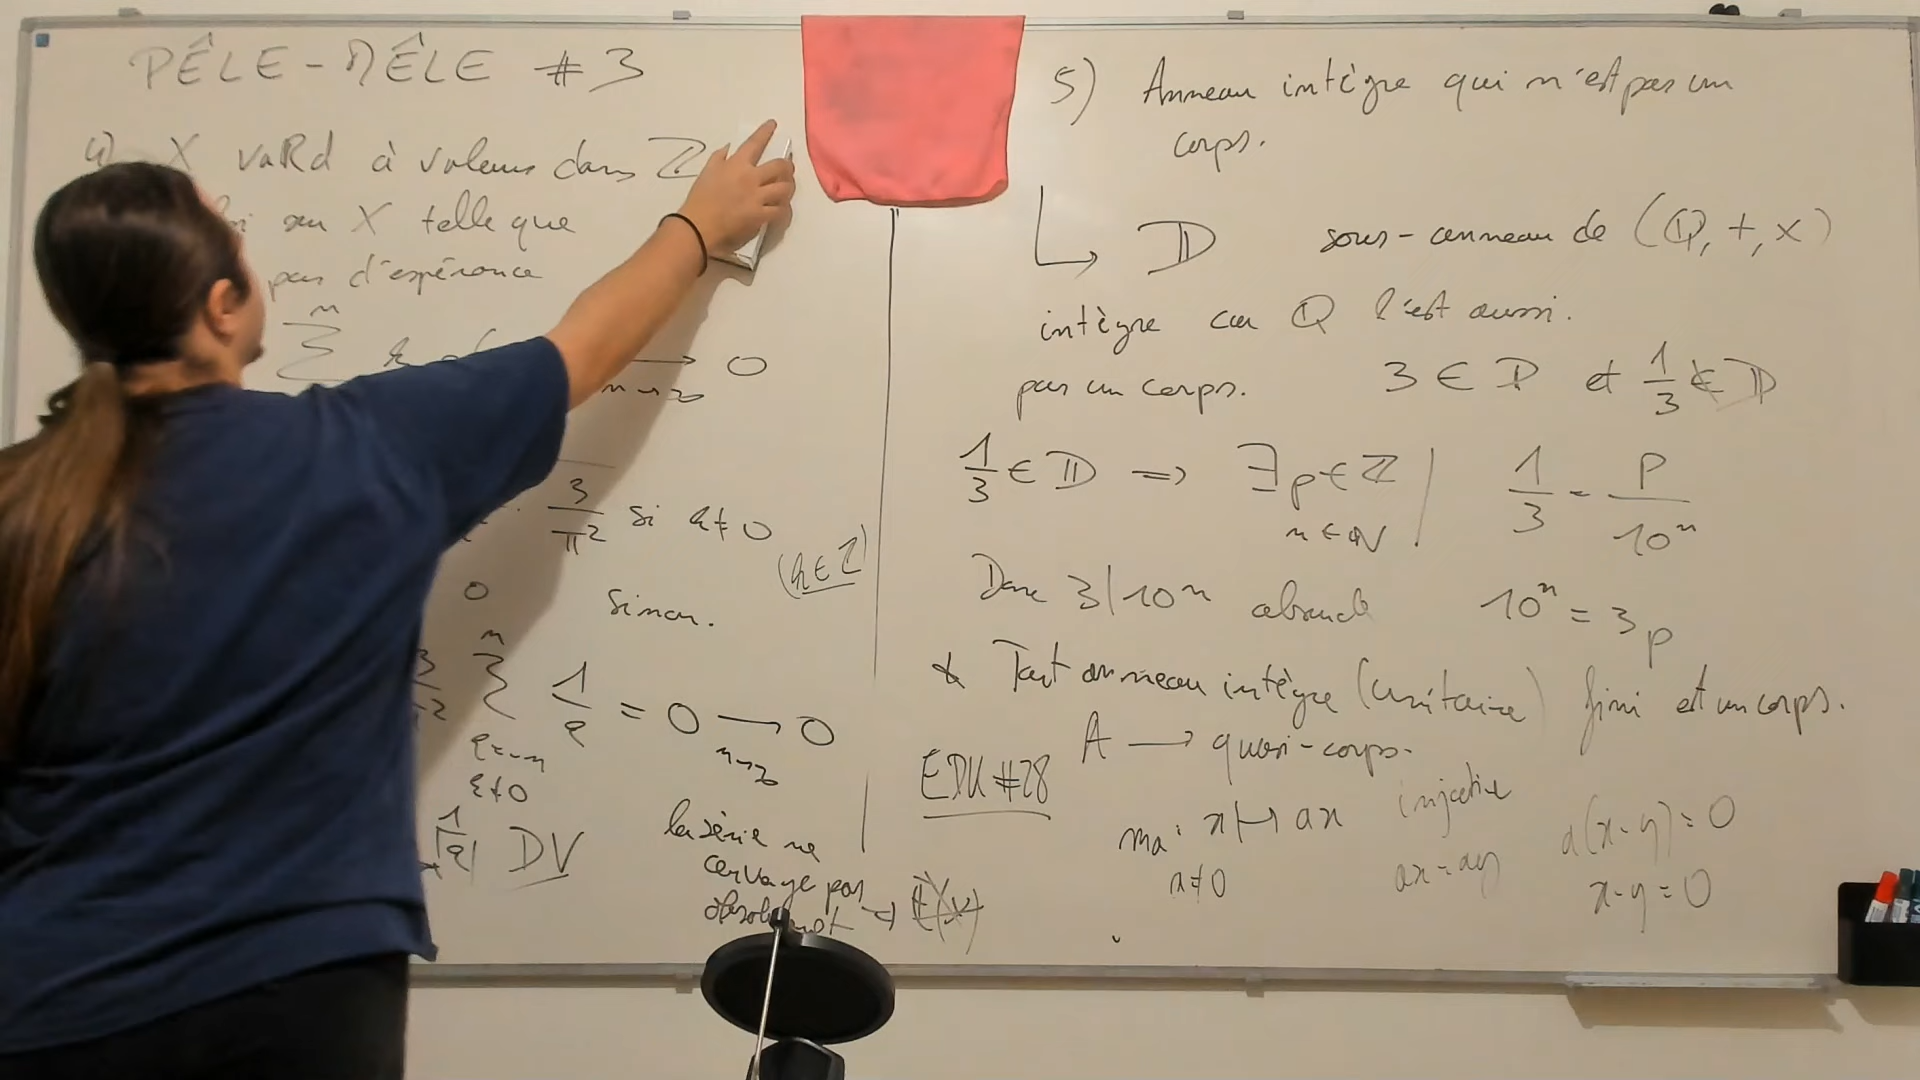 PÊLE-MÊLE #3
4) X vaRd à valeurs dans Z
sur X telle que
pas d'espérance
n
Σ k → 0
n→∞
3/π² si k≠0
(k∈Z)
0 sinon.
3/π² Σ 1/k = 0 → 0
n
k=-n
k≠0
n→∞
1/|k| DV
la série ne
converge pas
absolument
E(X)
5) Anneau intègre qui n'est pas un
corps.
↳ D sous-anneau de (Q,+,×)
intègre car Q l'est aussi.
pas un corps. 3 ∈ D et 1/3 ∉ D
1/3 ∈ D ⇒ ∃ p∈Z | 1/3 = p/10ⁿ
n∈N
Donc 3|10ⁿ absurde 10ⁿ = 3p
Tout anneau intègre (unitaire) fini est un corps.
A → quasi-corps.
EDU #28
ma: x ↦ ax injective a(x-y)=0
a≠0 ax=ay x-y=0